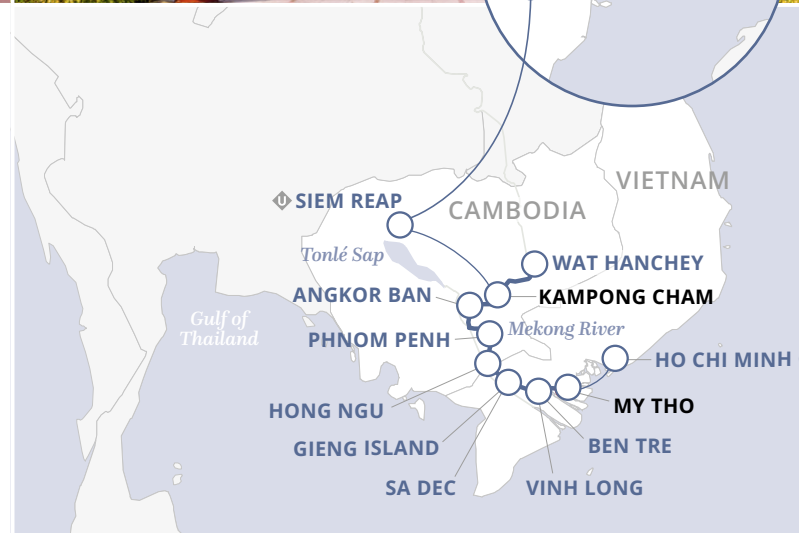 VIETNAM
U SIEM REAP
CAMBODIA
Tonlé Sap
WAT HANCHEY
ANGKOR BAN
KAMPONG CHAM
Gulf of
Thailand
Mekong River
PHNOM PENH
HO CHI MINH
HONG NGU
MY THO
GIENG ISLAND
BEN TRE
SA DEC
VINH LONG